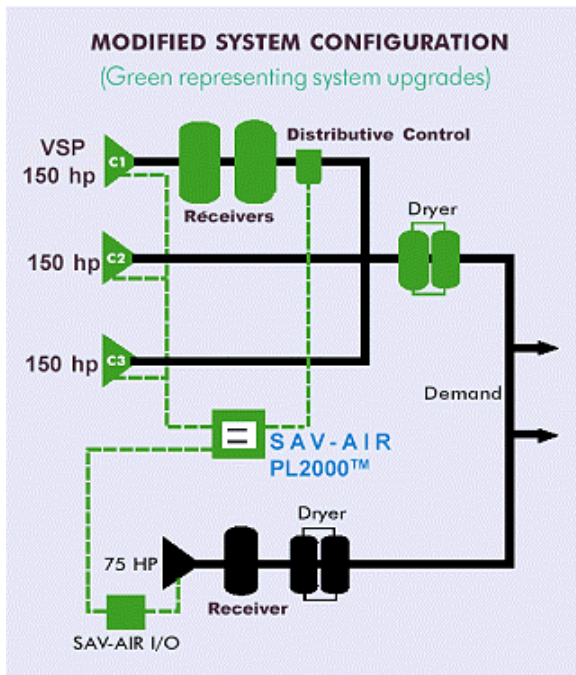 MODIFIED SYSTEM CONFIGURATION
(Green representing system upgrades)
VSP
150 hp
C1
Distributive Control
Réceivers
Dryer
150 hp
C2
150 hp
C3
Demand
SAV-AIR
PL2000™
Dryer
75 HP
Receiver
SAV-AIR I/O